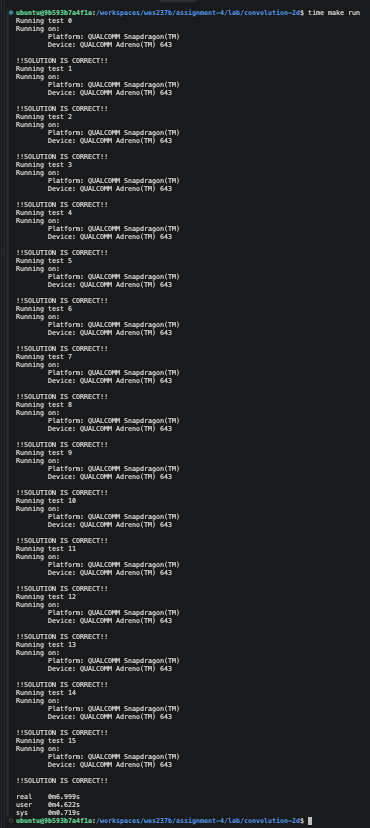 ubuntu@9b593b7a4f1a:/workspaces/wes237b/assignment-4/lab/convolution-2d$ time make run
Running test 0
Running on:
Platform: QUALCOMM Snapdragon(TM)
Device: QUALCOMM Adreno(TM) 643
!!SOLUTION IS CORRECT!!
Running test 1
Running on:
Platform: QUALCOMM Snapdragon(TM)
Device: QUALCOMM Adreno(TM) 643
!!SOLUTION IS CORRECT!!
Running test 2
Running on:
Platform: QUALCOMM Snapdragon(TM)
Device: QUALCOMM Adreno(TM) 643
!!SOLUTION IS CORRECT!!
Running test 3
Running on:
Platform: QUALCOMM Snapdragon(TM)
Device: QUALCOMM Adreno(TM) 643
!!SOLUTION IS CORRECT!!
Running test 4
Running on:
Platform: QUALCOMM Snapdragon(TM)
Device: QUALCOMM Adreno(TM) 643
!!SOLUTION IS CORRECT!!
Running test 5
Running on:
Platform: QUALCOMM Snapdragon(TM)
Device: QUALCOMM Adreno(TM) 643
!!SOLUTION IS CORRECT!!
Running test 6
Running on:
Platform: QUALCOMM Snapdragon(TM)
Device: QUALCOMM Adreno(TM) 643
!!SOLUTION IS CORRECT!!
Running test 7
Running on:
Platform: QUALCOMM Snapdragon(TM)
Device: QUALCOMM Adreno(TM) 643
!!SOLUTION IS CORRECT!!
Running test 8
Running on:
Platform: QUALCOMM Snapdragon(TM)
Device: QUALCOMM Adreno(TM) 643
!!SOLUTION IS CORRECT!!
Running test 9
Running on:
Platform: QUALCOMM Snapdragon(TM)
Device: QUALCOMM Adreno(TM) 643
!!SOLUTION IS CORRECT!!
Running test 10
Running on:
Platform: QUALCOMM Snapdragon(TM)
Device: QUALCOMM Adreno(TM) 643
!!SOLUTION IS CORRECT!!
Running test 11
Running on:
Platform: QUALCOMM Snapdragon(TM)
Device: QUALCOMM Adreno(TM) 643
!!SOLUTION IS CORRECT!!
Running test 12
Running on:
Platform: QUALCOMM Snapdragon(TM)
Device: QUALCOMM Adreno(TM) 643
!!SOLUTION IS CORRECT!!
Running test 13
Running on:
Platform: QUALCOMM Snapdragon(TM)
Device: QUALCOMM Adreno(TM) 643
!!SOLUTION IS CORRECT!!
Running test 14
Running on:
Platform: QUALCOMM Snapdragon(TM)
Device: QUALCOMM Adreno(TM) 643
!!SOLUTION IS CORRECT!!
Running test 15
Running on:
Platform: QUALCOMM Snapdragon(TM)
Device: QUALCOMM Adreno(TM) 643
!!SOLUTION IS CORRECT!!
real 0m6.999s
user 0m4.622s
sys 0m0.719s
ubuntu@9b593b7a4f1a:/workspaces/wes237b/assignment-4/lab/convolution-2d$